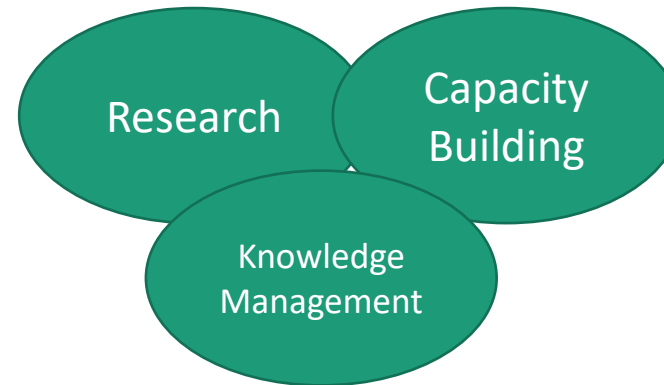 Research
Capacity
Building
Knowledge
Management